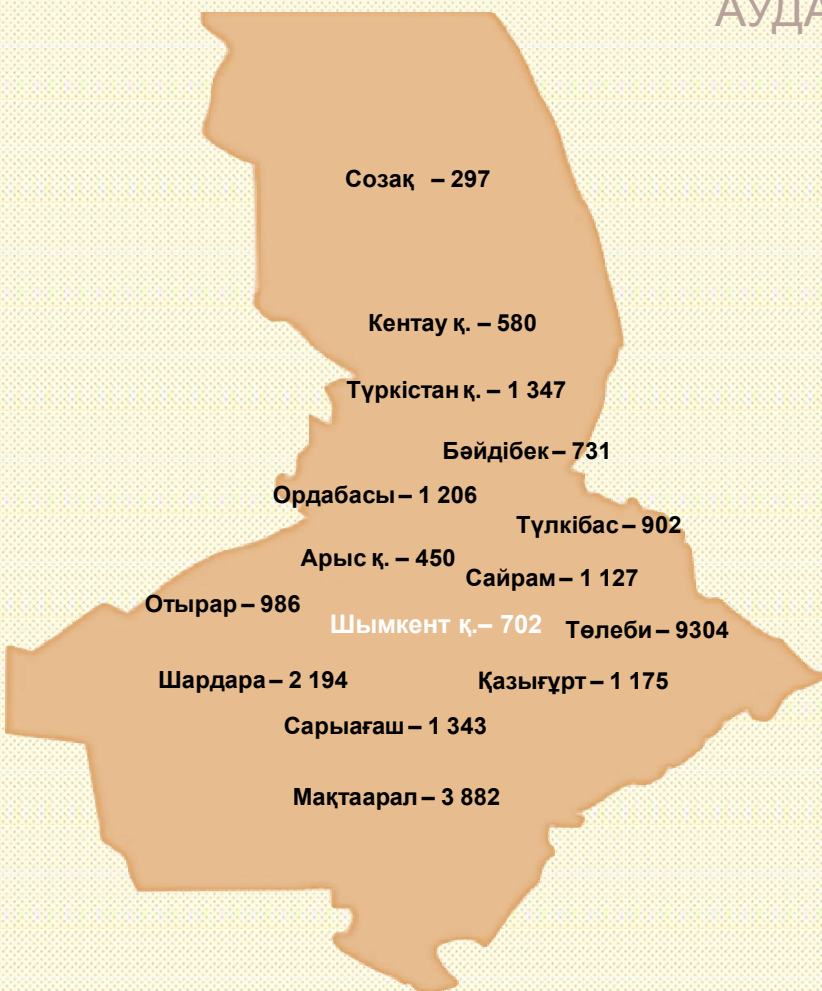 АУДА
Созақ – 297
Кентау қ. – 580
Түркістан қ. – 1 347
Бәйдібек – 731
Ордабасы – 1 206
Түлкібас – 902
Арыс қ. – 450
Сайрам – 1 127
Отырар – 986
Шымкент қ.– 702
Төлеби – 9304
Шардара – 2 194
Қазығұрт – 1 175
Сарыағаш – 1 343
Мақтаарал – 3 882